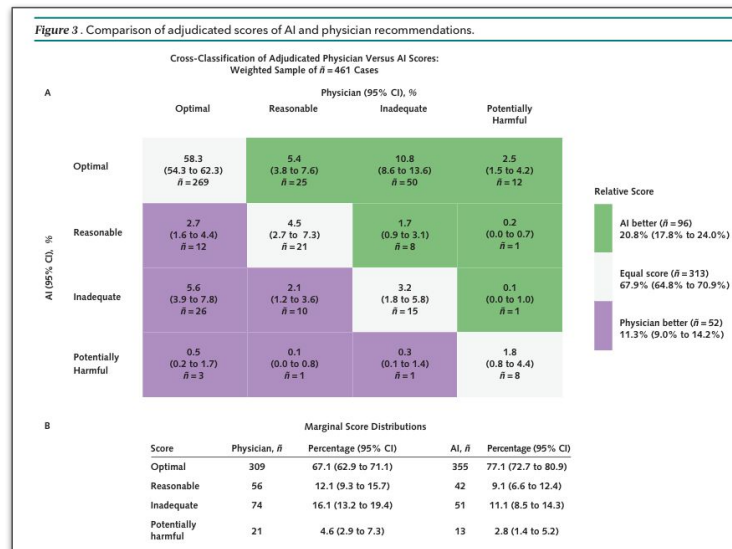 Figure 3. Comparison of adjudicated scores of AI and physician recommendations.
Cross-Classification of Adjudicated Physician Versus AI Scores:
Weighted Sample of ñ = 461 Cases
A
Physician (95% CI), %
Optimal
Reasonable
Inadequate
Potentially
Harmful
AI (95% CI), %
Optimal
58.3
(54.3 to 62.3)
ñ = 269
5.4
(3.8 to 7.6)
ñ = 25
10.8
(8.6 to 13.6)
ñ = 50
2.5
(1.5 to 4.2)
ñ = 12
Reasonable
2.7
(1.6 to 4.4)
ñ = 12
4.5
(2.7 to 7.3)
ñ = 21
1.7
(0.9 to 3.1)
ñ = 8
0.2
(0.0 to 0.7)
ñ = 1
Inadequate
5.6
(3.9 to 7.8)
ñ = 26
2.1
(1.2 to 3.6)
ñ = 10
3.2
(1.8 to 5.8)
ñ = 15
0.1
(0.0 to 1.0)
ñ = 1
Potentially
Harmful
0.5
(0.2 to 1.7)
ñ = 3
0.1
(0.0 to 0.8)
ñ = 1
0.3
(0.1 to 1.4)
ñ = 1
1.8
(0.8 to 4.4)
ñ = 8
Relative Score
AI better (ñ = 96)
20.8% (17.8% to 24.0%)
Equal score (ñ = 313)
67.9% (64.8% to 70.9%)
Physician better (ñ = 52)
11.3% (9.0% to 14.2%)
B
Marginal Score Distributions
Score Physician, ñ Percentage (95% CI) AI, ñ Percentage (95% CI)
Optimal 309 67.1 (62.9 to 71.1) 355 77.1 (72.7 to 80.9)
Reasonable 56 12.1 (9.3 to 15.7) 42 9.1 (6.6 to 12.4)
Inadequate 74 16.1 (13.2 to 19.4) 51 11.1 (8.5 to 14.3)
Potentially
harmful 21 4.6 (2.9 to 7.3) 13 2.8 (1.4 to 5.2)